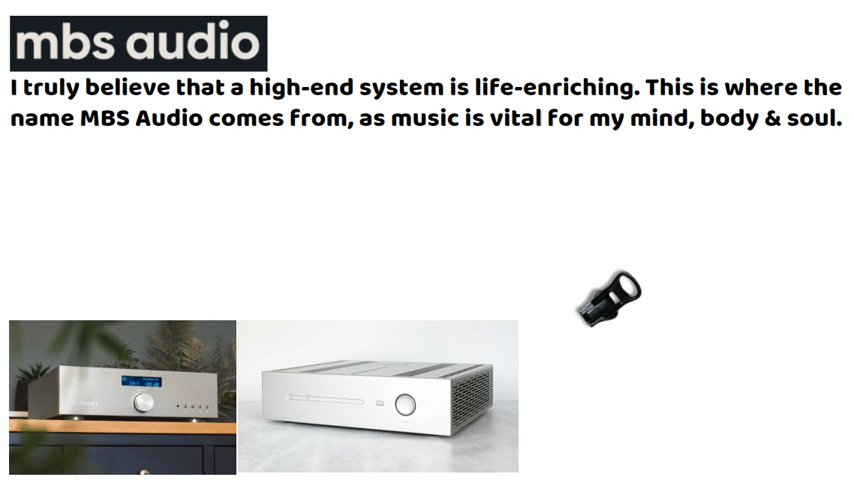 mbs audio
I truly believe that a high-end system is life-enriching. This is where the
name MBS Audio comes from, as music is vital for my mind, body & soul.